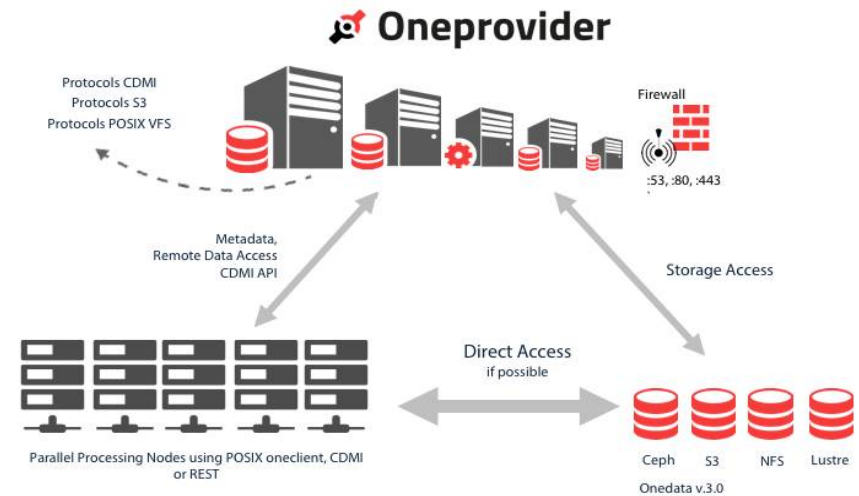 Oneprovider
Protocols CDMI
Protocols S3
Protocols POSIX VFS
Firewall
:53, :80, :443
Metadata,
Remote Data Access
CDMI API
Storage Access
Direct Access
if possible
Parallel Processing Nodes using POSIX oneclient, CDMI
or REST
Ceph S3 NFS Lustre
Onedata v.3.0